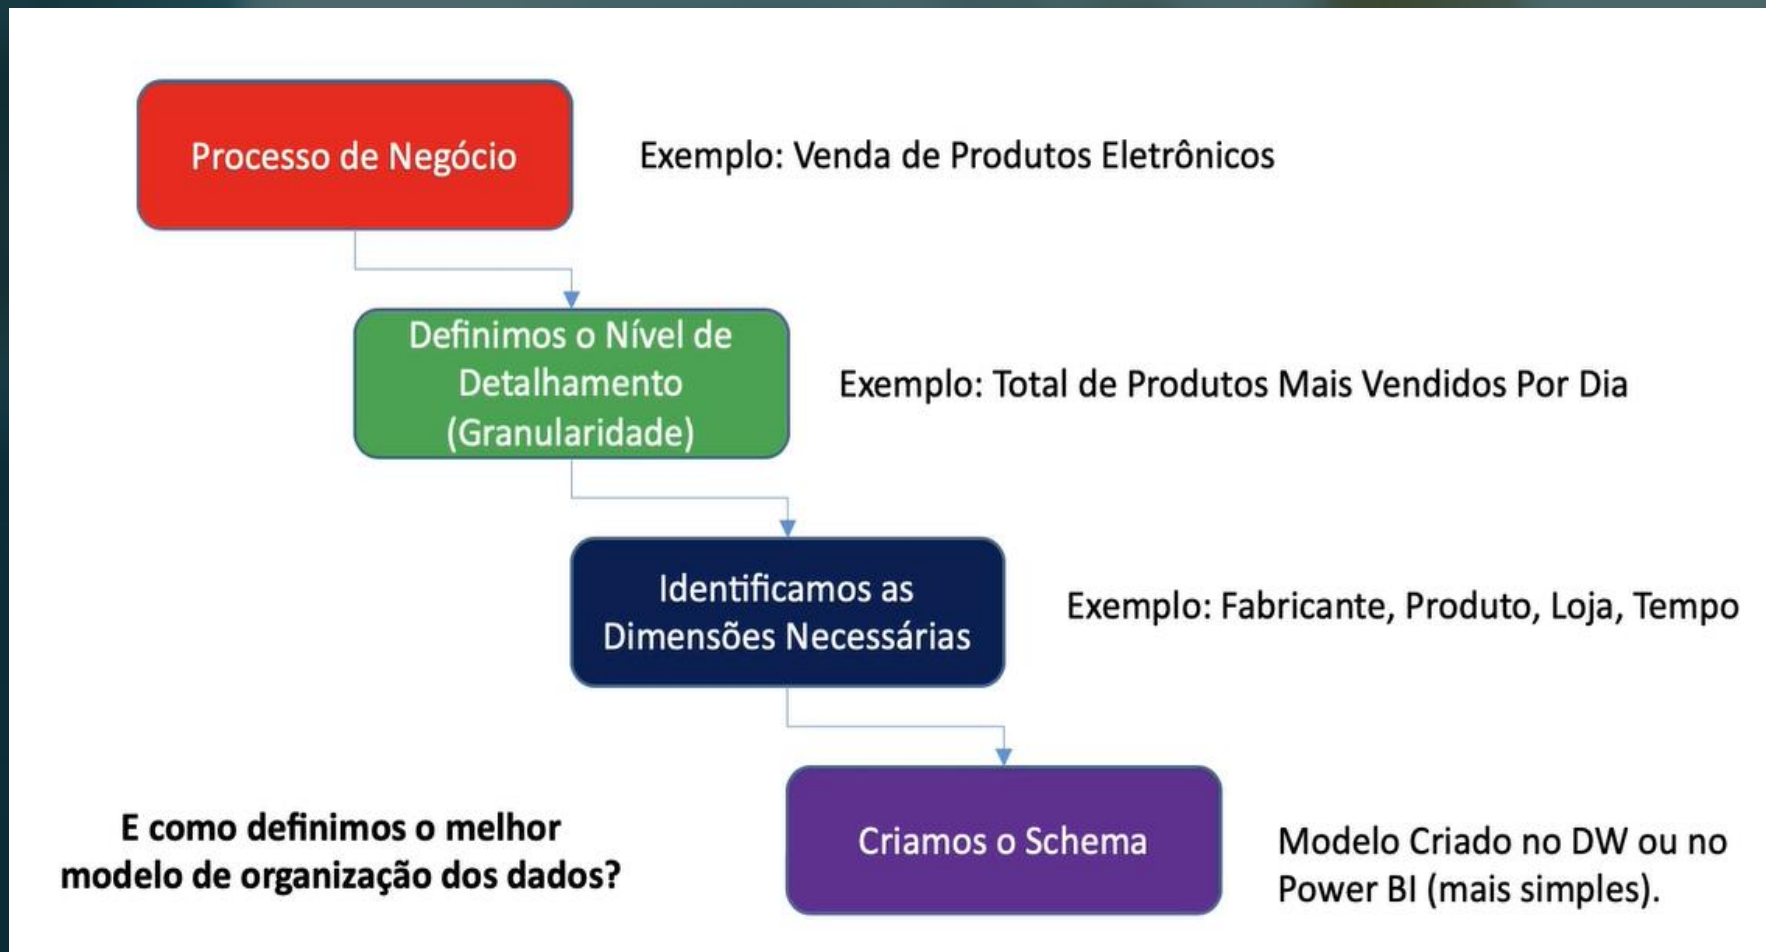 Processo de Negócio
Exemplo: Venda de Produtos Eletrônicos
Definimos o Nível de
Detalhamento
(Granularidade)
Exemplo: Total de Produtos Mais Vendidos Por Dia
Identificamos as
Dimensões Necessárias
Exemplo: Fabricante, Produto, Loja, Tempo
E como definimos o melhor
modelo de organização dos dados?
Criamos o Schema
Modelo Criado no DW ou no
Power BI (mais simples).